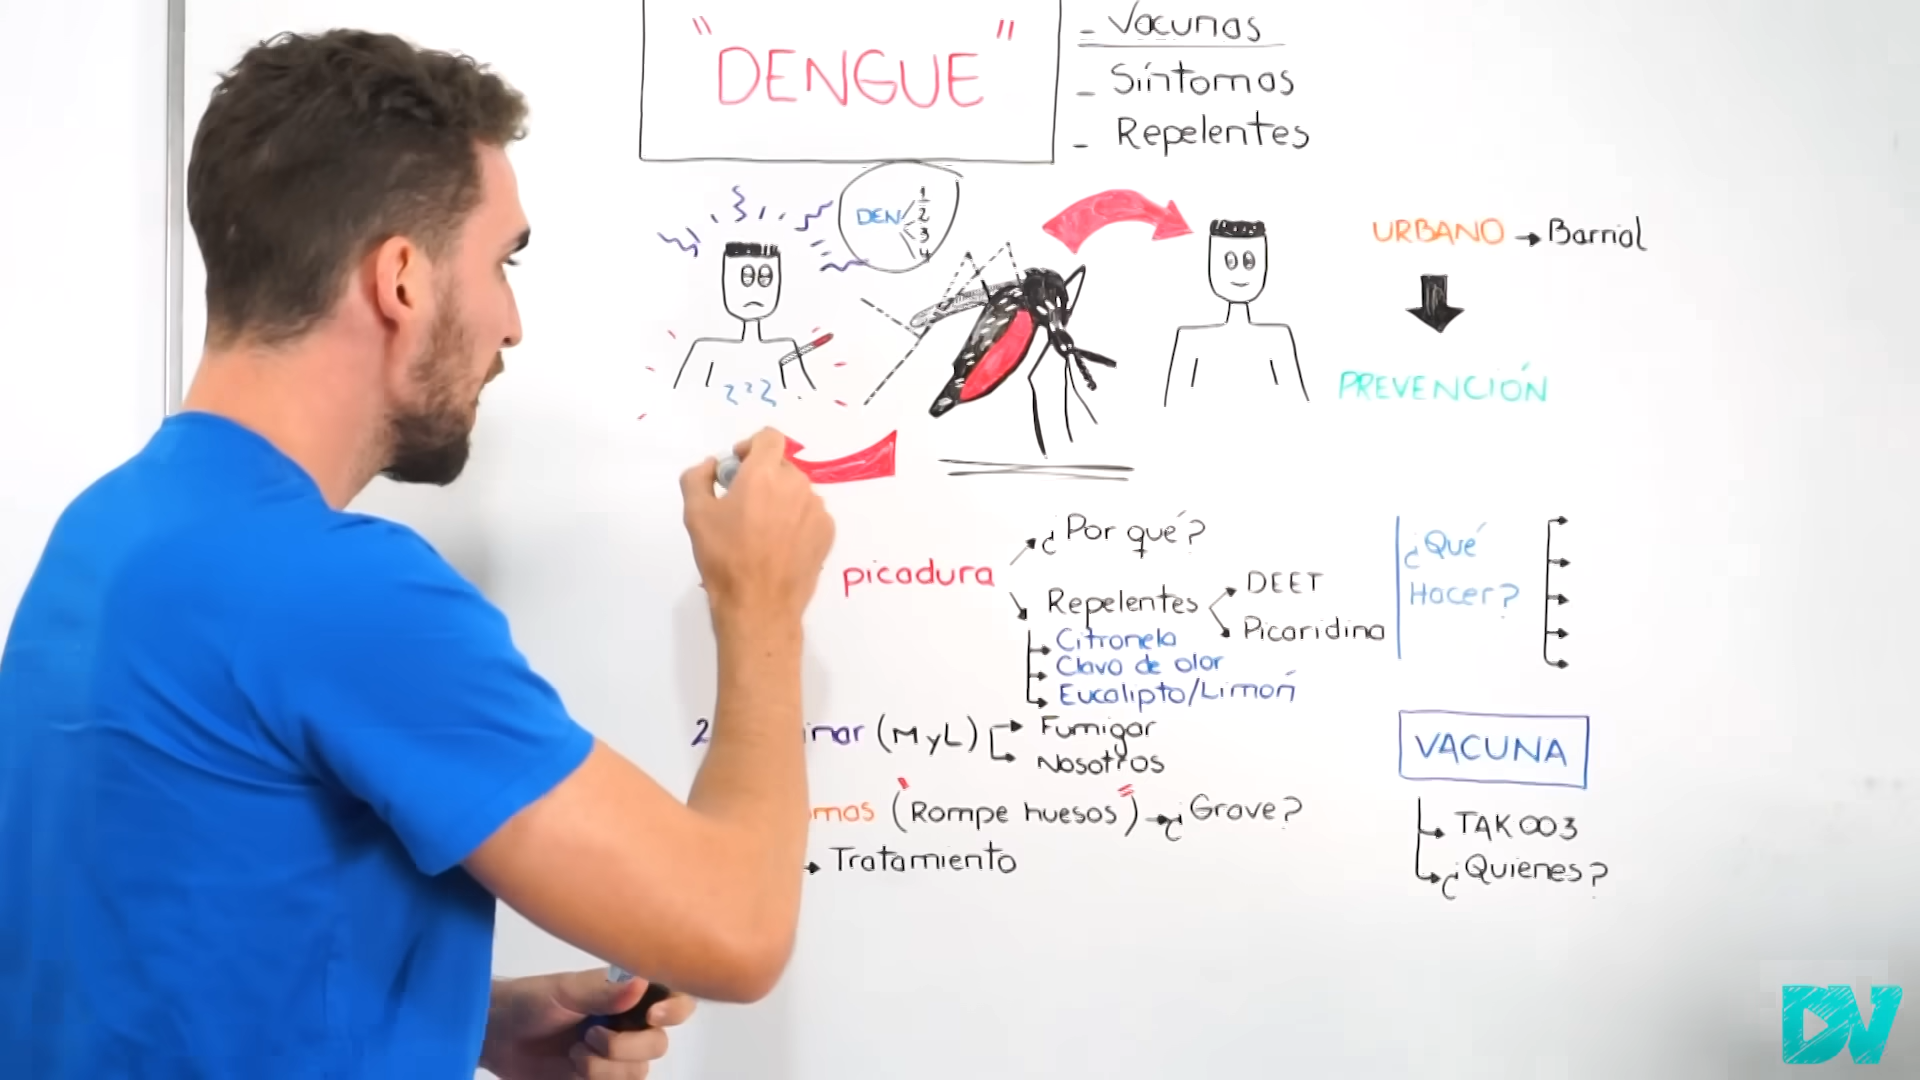 "DENGUE"
- Vacunas
- Síntomas
- Repelentes
DEN 1
2
3
4
URBANO → Barrial
PREVENCIÓN
picadura
¿Por qué?
Repelentes
DEET
Picaridina
Citronela
Clavo de olor
Eucalipto/Limón
¿Qué
Hacer?
2
inar (MyL)
Fumigar
Nosotros
mas ("Rompe huesos") → ¿Grave?
→ Tratamiento
VACUNA
TAK003
¿Quienes?
DN